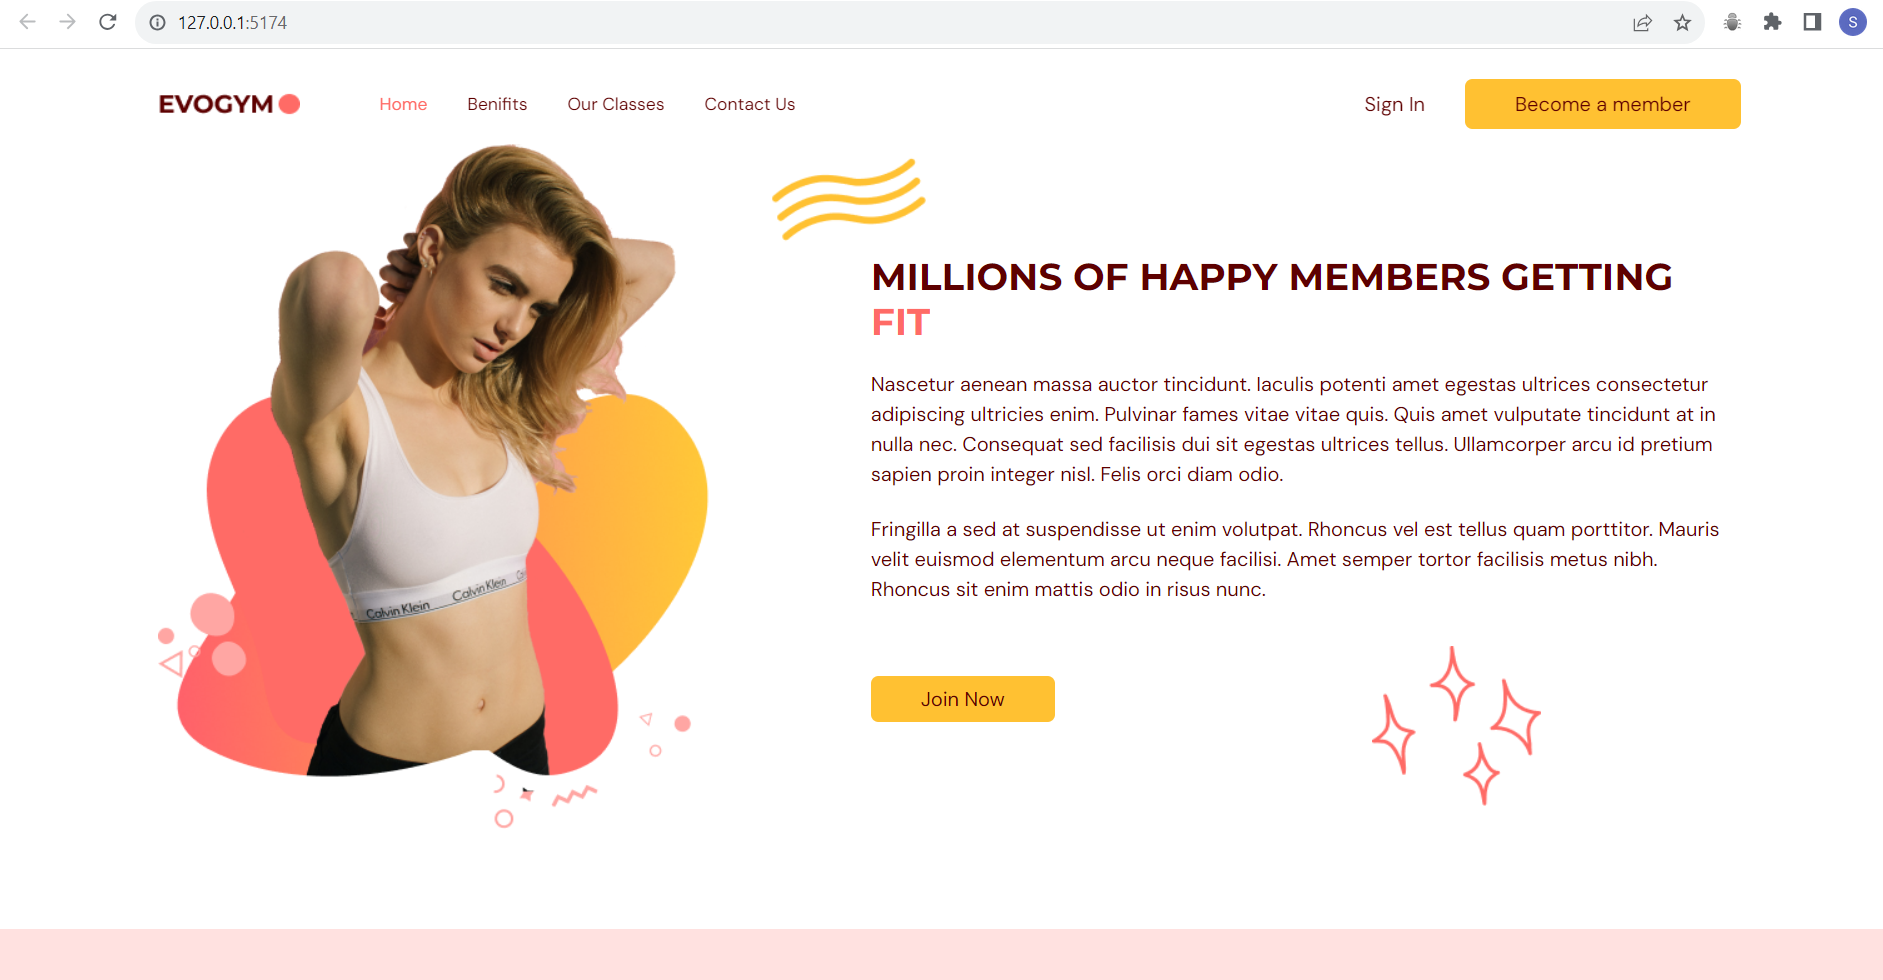 127.0.0.1:5174
S
EVOGYM
Home
Benifits
Our Classes
Contact Us
Sign In
Become a member
MILLIONS OF HAPPY MEMBERS GETTING
FIT
Nascetur aenean massa auctor tincidunt. Iaculis potenti amet egestas ultrices consectetur
adipiscing ultricies enim. Pulvinar fames vitae vitae quis. Quis amet vulputate tincidunt at in
nulla nec. Consequat sed facilisis dui sit egestas ultrices tellus. Ullamcorper arcu id pretium
sapien proin integer nisl. Felis orci diam odio.
Fringilla a sed at suspendisse ut enim volutpat. Rhoncus vel est tellus quam porttitor. Mauris
velit euismod elementum arcu neque facilisi. Amet semper tortor facilisis metus nibh.
Rhoncus sit enim mattis odio in risus nunc.
Join Now
Calvin Klein Calvin Klein